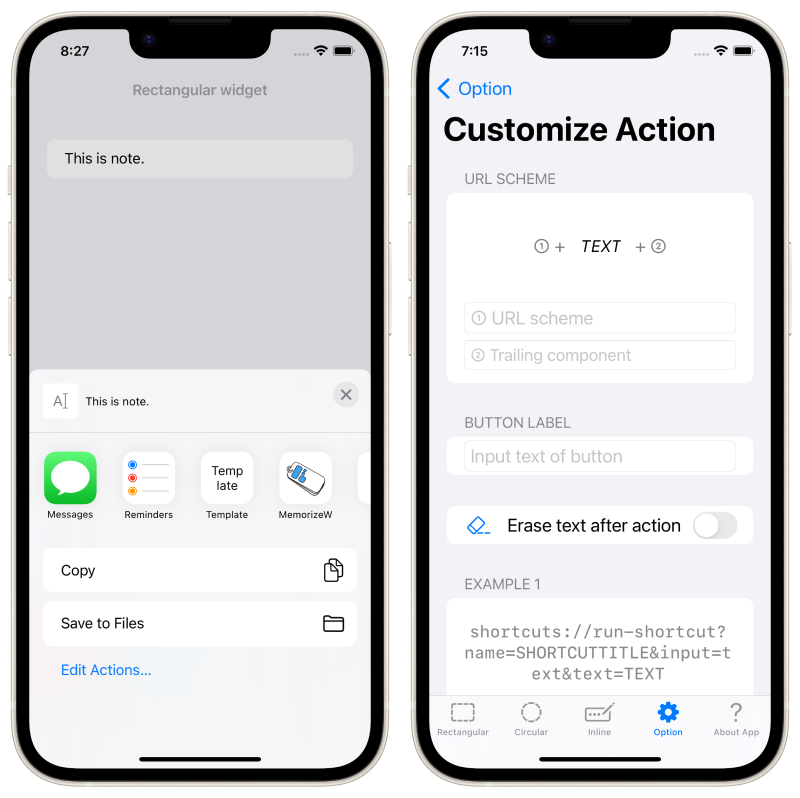 8:27
Rectangular widget
This is note.
A
This is note.
Messages
Reminders
Temp
late
Template
MemorizeW
Copy
Save to Files
Edit Actions...
7:15
Option
Customize Action
URL SCHEME
① + TEXT + ②
① URL scheme
② Trailing component
BUTTON LABEL
Input text of button
Erase text after action
EXAMPLE 1
shortcuts://run-shortcut?
name=SHORTCUTTITLE&input=t
ext&text=TEXT
Rectangular
Circular
Inline
Option
? About App